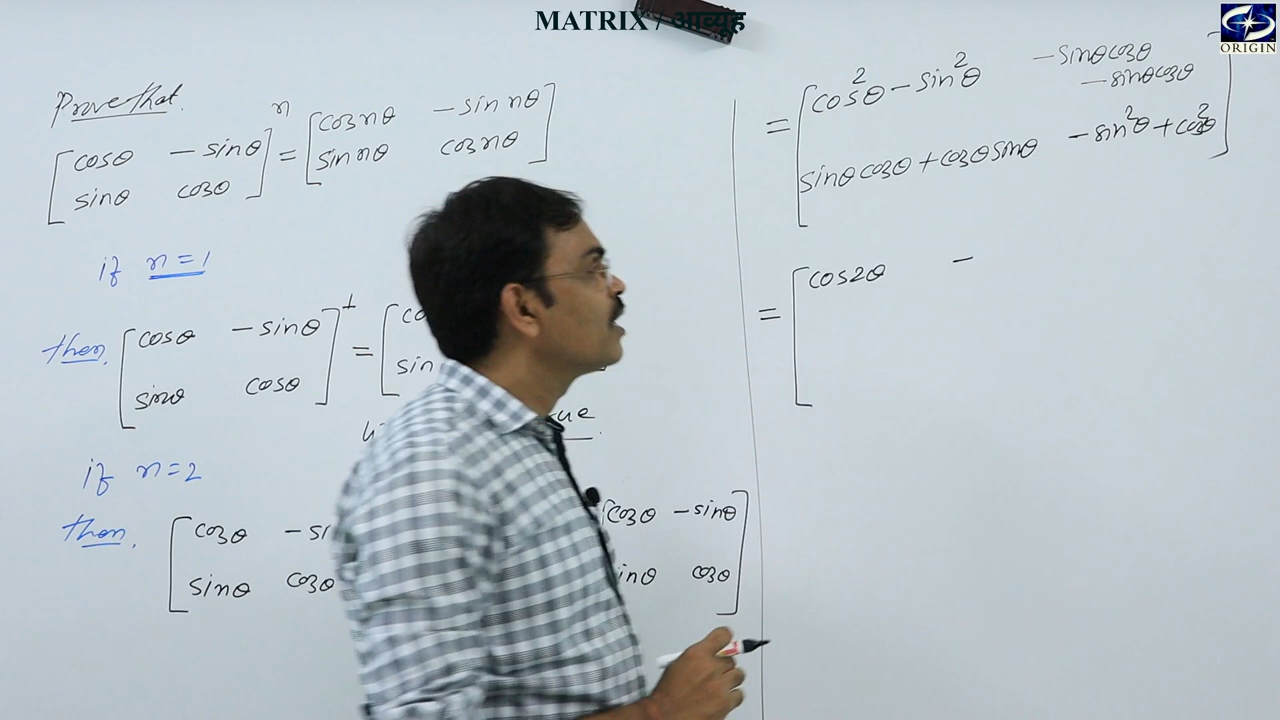 MATRIX / आव्यूह
ORIGIN
Prove that.
[cosθ − sinθ]ⁿ = [cosnθ − sin nθ]
[sinθ cosθ] [sinnθ cosnθ]
if n = 1
then, [cosθ − sinθ]¹ = [
[sinθ cosθ]
if n = 2
then, [cosθ [cosθ − sinθ]
[sinθ cosθ cosθ]
= [cos²θ − sin²θ − sinθcosθ − sinθcosθ]
[sinθcosθ + cosθsinθ − sin²θ + cos²θ]
= [cos2θ −